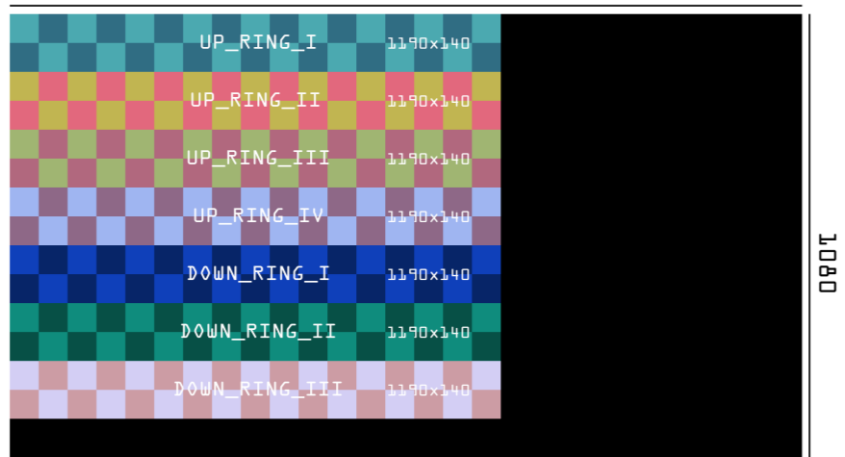 UP_RING_I 1190x140
UP_RING_II 1190x140
UP_RING_III 1190x140
UP_RING_IV 1190x140
DOWN_RING_I 1190x140
DOWN_RING_II 1190x140
DOWN_RING_III 1190x140
1080